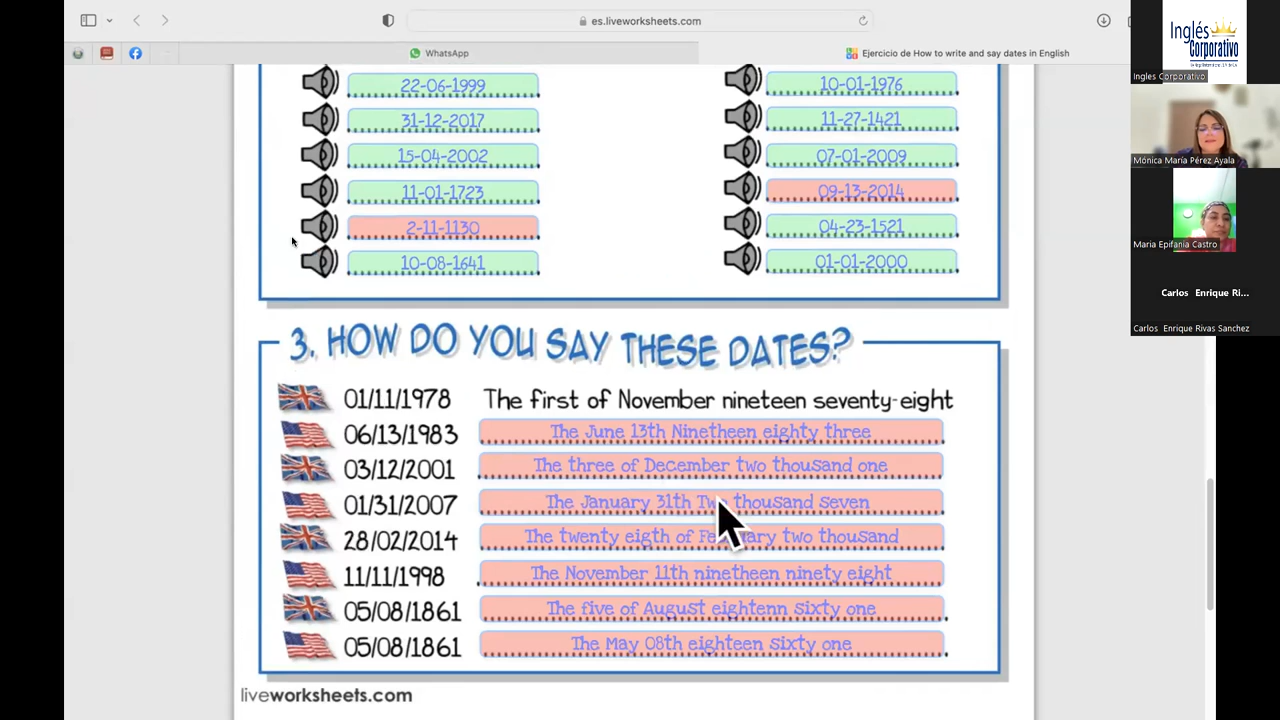 es.liveworksheets.com
WhatsApp
Ejercicio de How to write and say dates in English
22-06-1999
10-01-1976
31-12-2017
11-27-1421
15-04-2002
07-01-2009
11-01-1723
09-13-2014
2-11-1130
04-23-1521
10-08-1641
01-01-2000
3. HOW DO YOU SAY THESE DATES?
01/11/1978 The first of November nineteen seventy-eight
06/13/1983 The June 13th Ninetheen eighty three
03/12/2001 The three of December two thousand one
01/31/2007 The January 31th Two thousand seven
28/02/2014 The twenty eigth of February two thousand
11/11/1998 The November 11th ninetheen ninety eight
05/08/1861 The five of August eightenn sixty one
05/08/1861 The May 08th eighteen sixty one
liveworksheets.com
Inglés
Corporativo
Ingles Corporativo
Mónica María Pérez Ayala
Maria Epifanía Castro
Carlos Enrique Ri...
Carlos Enrique Rivas Sanchez